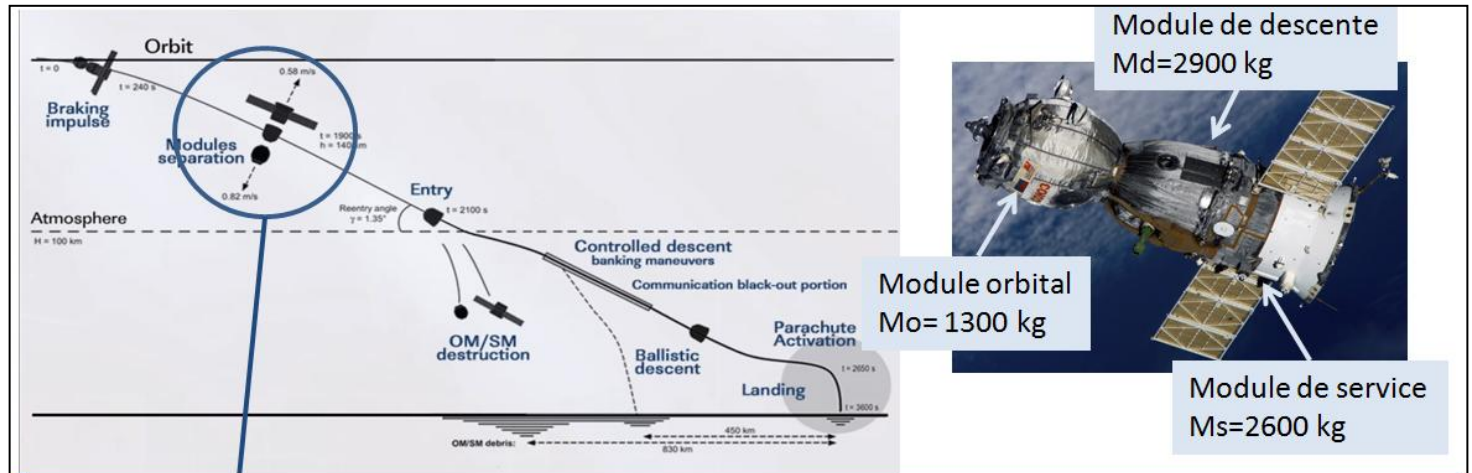 Orbit
t = 0
t = 240 s
0.58 m/s
Braking
impulse
t = 1900 s
Modules
separation
0.82 m/s
Entry
Atmosphere
Reentry angle
γ = 1.35°
t = 2100 s
H = 100 km
Controlled descent
banking maneuvers
Communication black-out portion
OM/SM
destruction
Ballistic
descent
Parachute
Activation
t = 2650 s
Landing
t = 3600 s
450 km
OM/SM debris:
830 km
Module de descente
Md=2900 kg
Module orbital
Mo= 1300 kg
Module de service
Ms=2600 kg